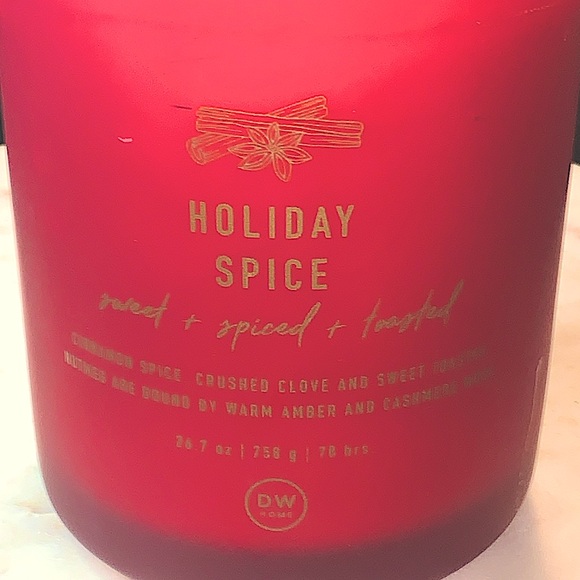 HOLIDAY
SPICE
sweet + spiced + toasted
CINNAMON SPICE CRUSHED CLOVE AND SWEET TOASTED
NUTMEG ARE BOUND BY WARM AMBER AND CASHMERE
26.7 oz | 758 g | 78 hrs
DW
HOME